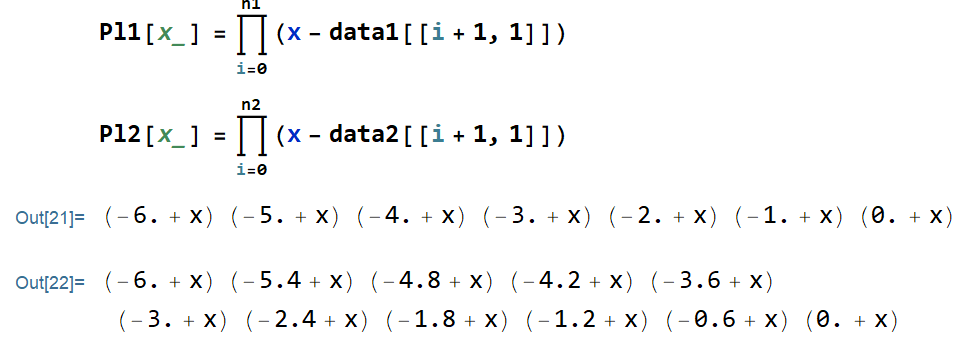 n1
Pl1[x_] = ∏ (x - data1[[i + 1, 1]])
i=0
n2
Pl2[x_] = ∏ (x - data2[[i + 1, 1]])
i=0
Out[21]= (-6. + x) (-5. + x) (-4. + x) (-3. + x) (-2. + x) (-1. + x) (0. + x)
Out[22]= (-6. + x) (-5.4 + x) (-4.8 + x) (-4.2 + x) (-3.6 + x)
(-3. + x) (-2.4 + x) (-1.8 + x) (-1.2 + x) (-0.6 + x) (0. + x)